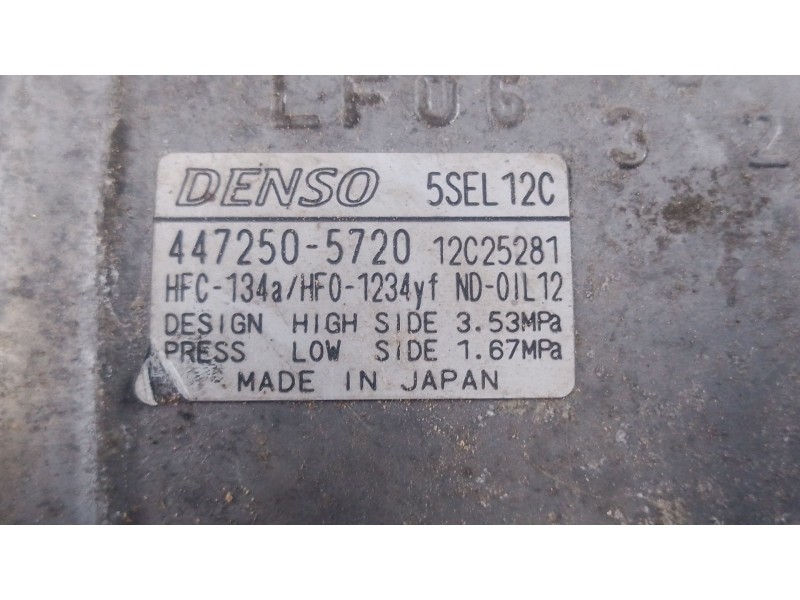 LF06
3 2
DENSO 5SEL12C
447250-5720 12C25281
HFC-134a/HFO-1234yf ND-OIL12
DESIGN HIGH SIDE 3.53MPa
PRESS LOW SIDE 1.67MPa
MADE IN JAPAN